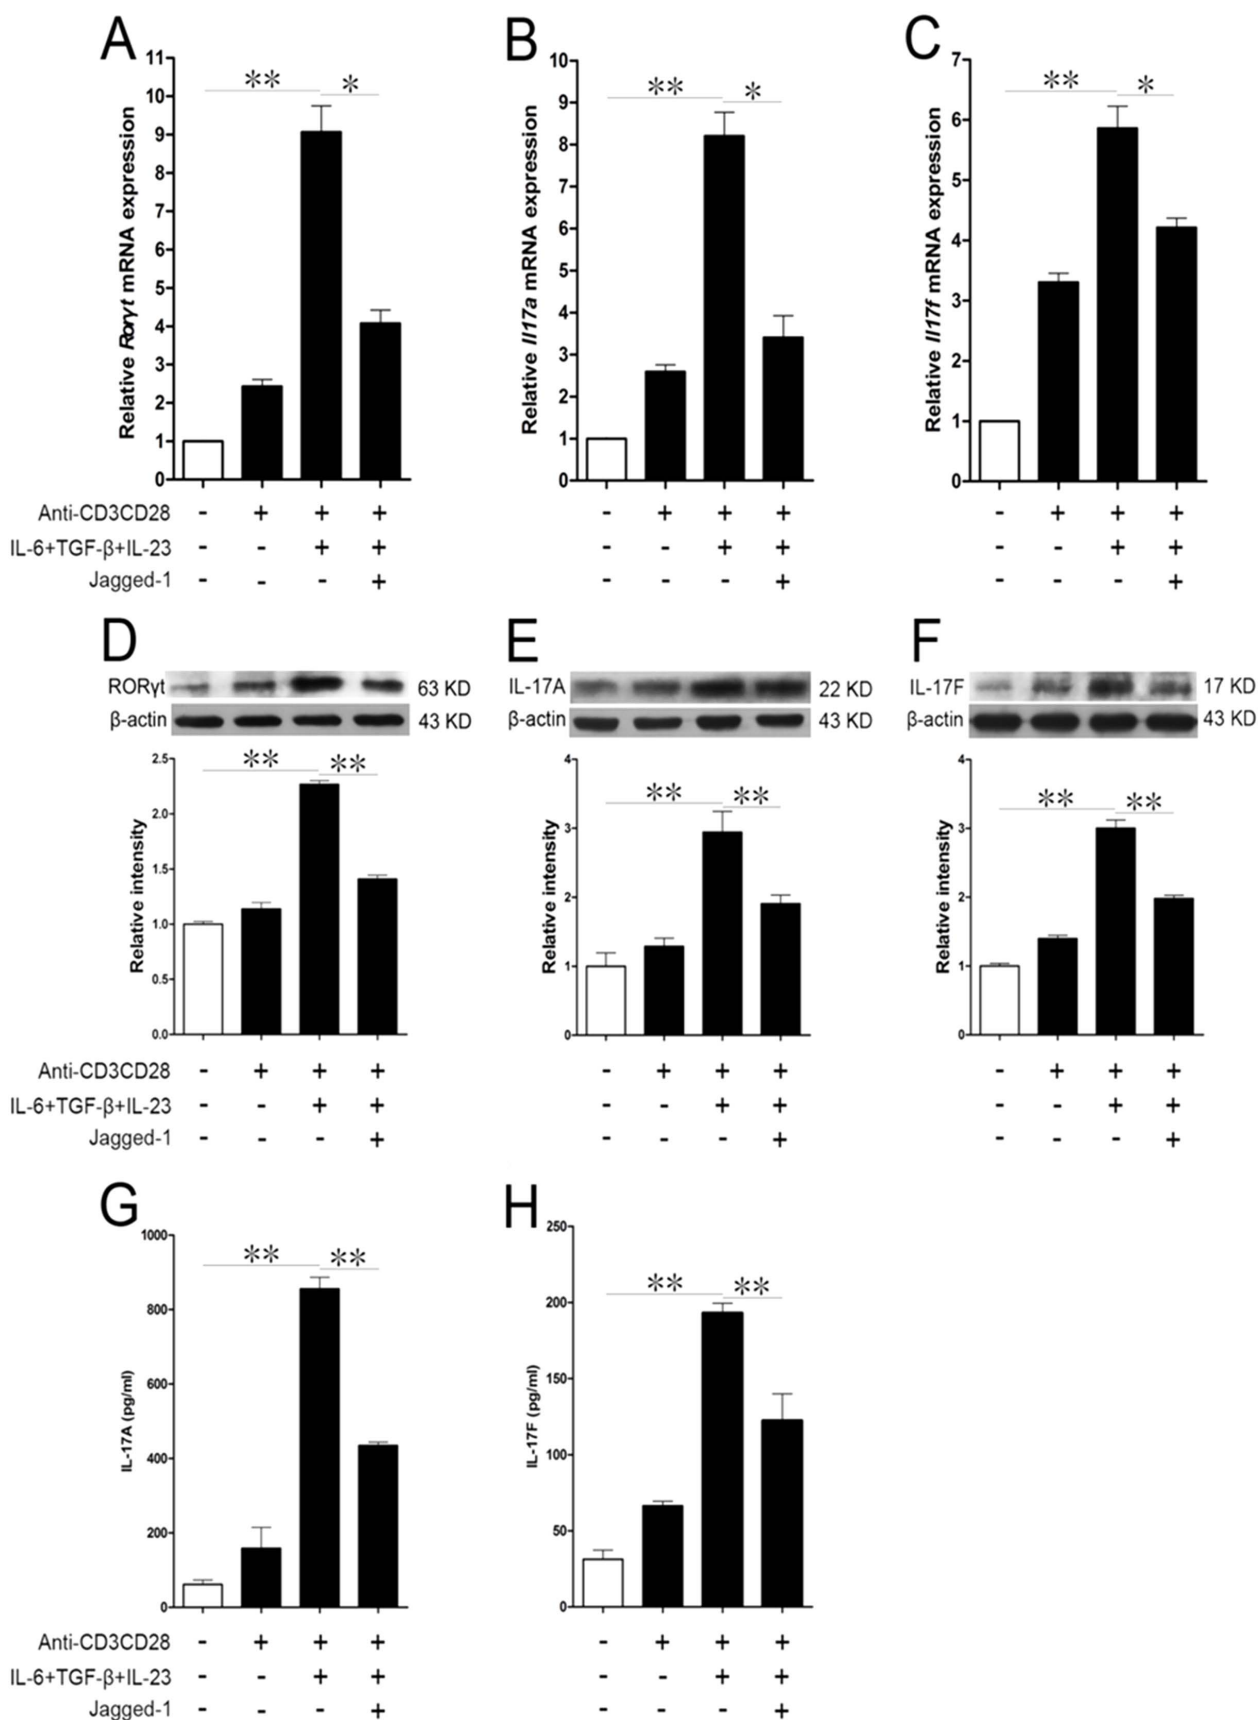 A
B
C
Relative Rorγt mRNA expression
11
10
9
8
7
6
5
4
3
2
1
0
** *
Relative Il17a mRNA expression
10
9
8
7
6
5
4
3
2
1
0
** *
Relative Il17f mRNA expression
7
6
5
4
3
2
1
0
** *
Anti-CD3CD28 - + + + - + + + - + + +
IL-6+TGF-β+IL-23 - - + + - - + + - - + +
Jagged-1 - - - + - - - + - - - +
D
E
F
RORγt 63 KD IL-17A 22 KD IL-17F 17 KD
β-actin 43 KD β-actin 43 KD β-actin 43 KD
Relative intensity
2.5
2.0
1.5
1.0
0.5
0.0
** **
Relative intensity
4
3
2
1
0
** **
Relative intensity
4
3
2
1
0
** **
Anti-CD3CD28 - + + + - + + + - + + +
IL-6+TGF-β+IL-23 - - + + - - + + - - + +
Jagged-1 - - - + - - - + - - - +
G
H
IL-17A (pg/ml)
1000
800
600
400
200
0
** **
IL-17F (pg/ml)
250
200
150
100
50
0
** **
Anti-CD3CD28 - + + + - + + +
IL-6+TGF-β+IL-23 - - + + - - + +
Jagged-1 - - - + - - - +